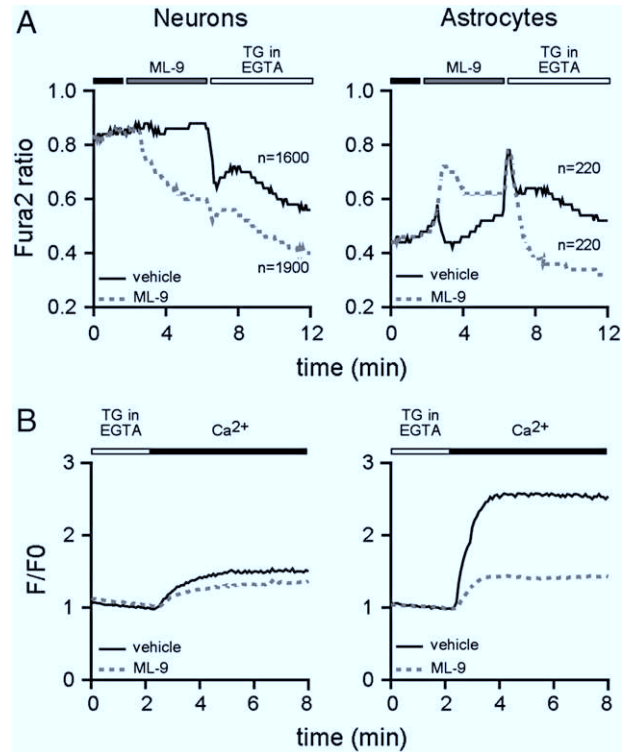 A
Neurons
Astrocytes
ML-9
TG in
EGTA
ML-9
TG in
EGTA
Fura2 ratio
1.0
0.8
0.6
0.4
0.2
n=1600
n=1900
vehicle
ML-9
0
4
8
12
time (min)
1.0
0.8
0.6
0.4
0.2
n=220
n=220
vehicle
ML-9
0
4
8
12
time (min)
B
TG in
EGTA
Ca2+
TG in
EGTA
Ca2+
F/F0
3
2
1
0
vehicle
ML-9
0
2
4
6
8
time (min)
3
2
1
0
vehicle
ML-9
0
2
4
6
8
time (min)